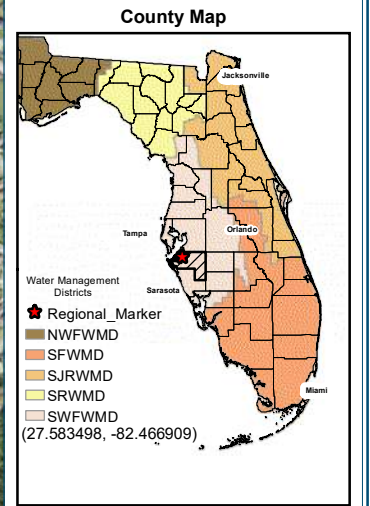 County Map
Jacksonville
Orlando
Tampa
Sarasota
Miami
Water Management
Districts
Regional_Marker
NWFWMD
SFWMD
SJRWMD
SRWMD
SWFWMD
(27.583498, -82.466909)